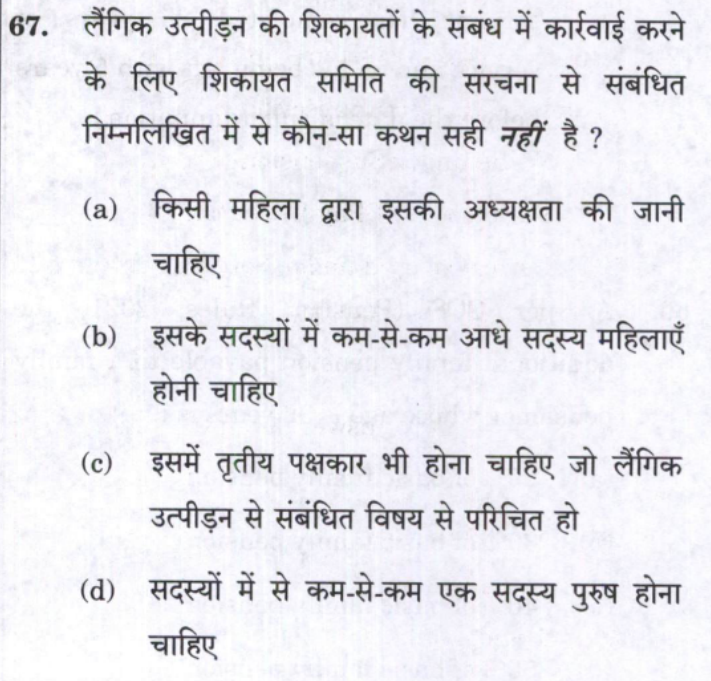 67. लैंगिक उत्पीड़न की शिकायतों के संबंध में कार्रवाई करने
के लिए शिकायत समिति की संरचना से संबंधित
निम्नलिखित में से कौन-सा कथन सही नहीं है ?
(a) किसी महिला द्वारा इसकी अध्यक्षता की जानी
चाहिए
(b) इसके सदस्यों में कम-से-कम आधे सदस्य महिलाएँ
होनी चाहिए
(c) इसमें तृतीय पक्षकार भी होना चाहिए जो लैंगिक
उत्पीड़न से संबंधित विषय से परिचित हो
(d) सदस्यों में से कम-से-कम एक सदस्य पुरुष होना
चाहिए